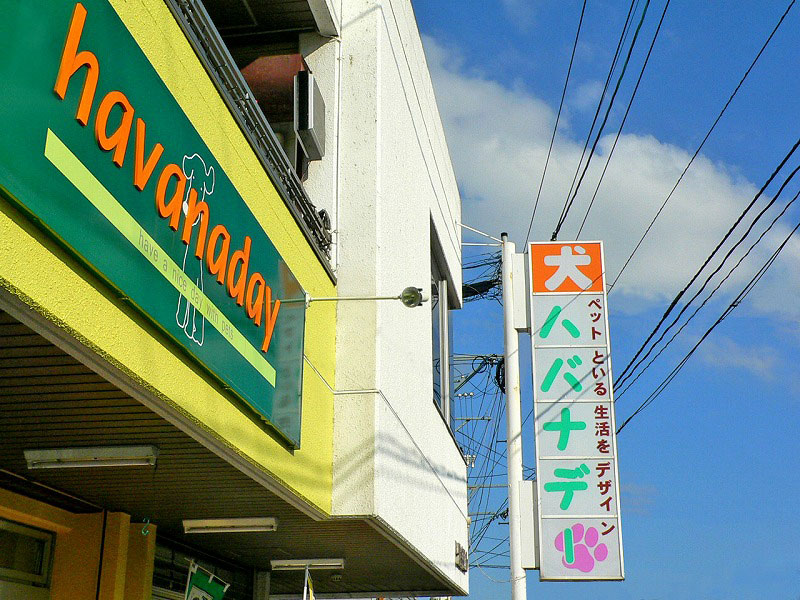 havanaday
have a nice day with pets
犬
ハバナデー
ペットといる生活をデザイン